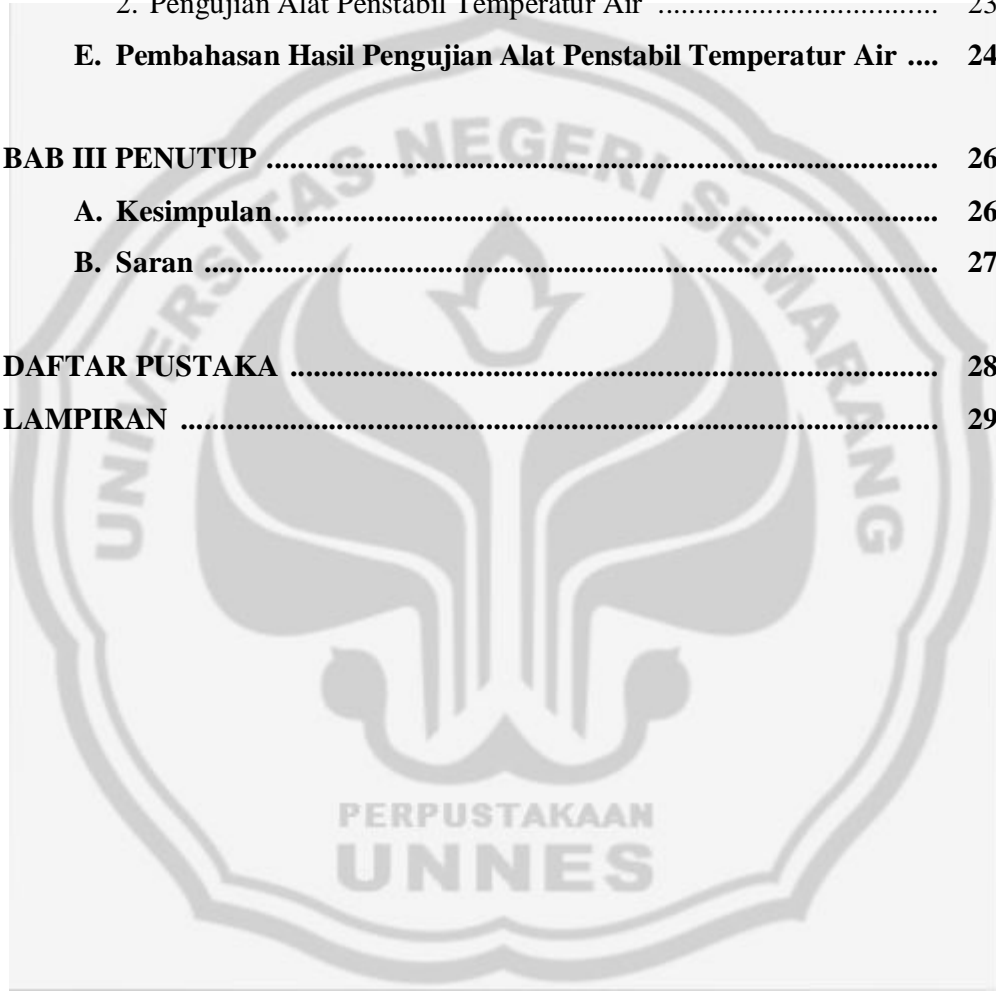 2. Pengujian Alat Penstabil Temperatur Air ................................... 23
E. Pembahasan Hasil Pengujian Alat Penstabil Temperatur Air .... 24
BAB III PENUTUP ..................................................................................... 26
A. Kesimpulan.................................................................................... 26
B. Saran ............................................................................................. 27
DAFTAR PUSTAKA .................................................................................. 28
LAMPIRAN ................................................................................................ 29
UNIVERSITAS NEGERI SEMARANG
PERPUSTAKAAN
UNNES